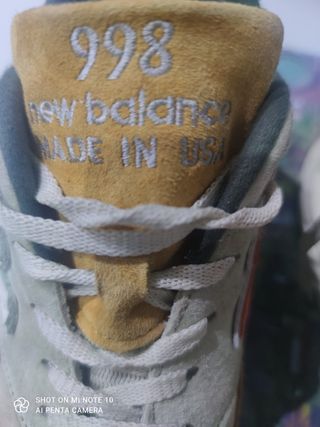 998
new balance
MADE IN USA
SHOT ON MI NOTE 10
AI PENTA CAMERA